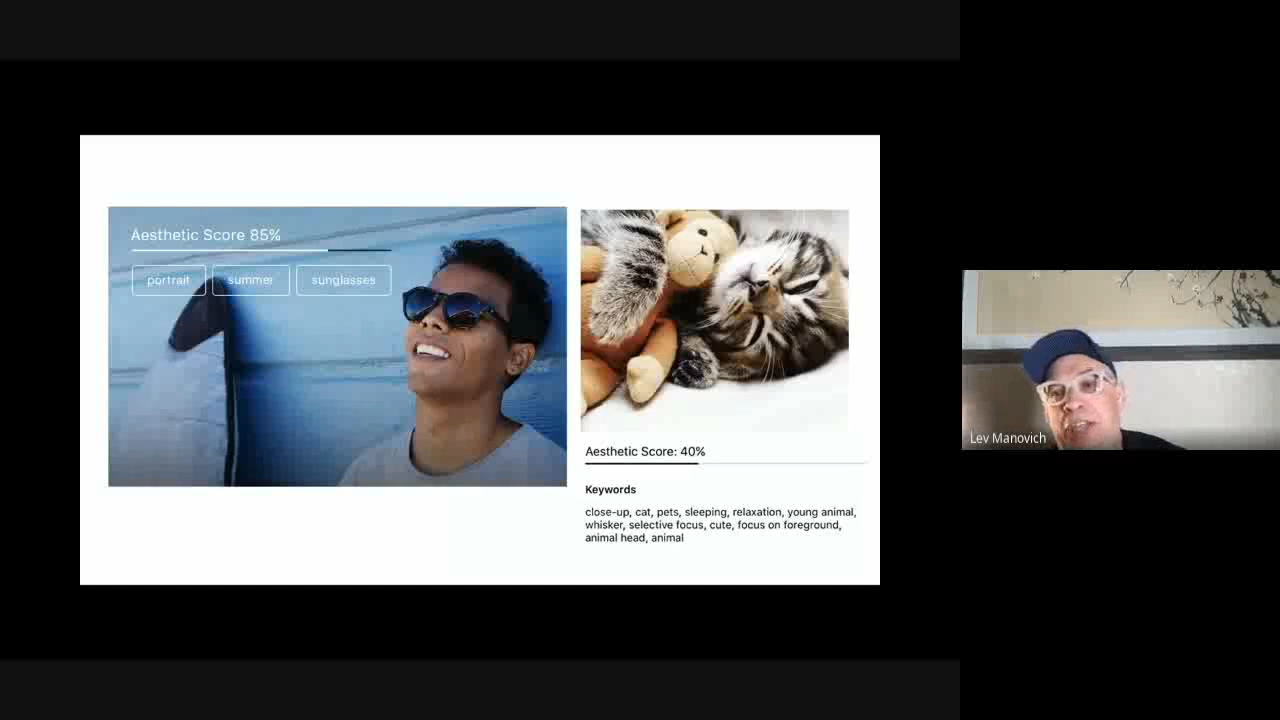 Aesthetic Score 85%
portrait summer sunglasses
Aesthetic Score: 40%
Keywords
close-up, cat, pets, sleeping, relaxation, young animal,
whisker, selective focus, cute, focus on foreground,
animal head, animal
Lev Manovich